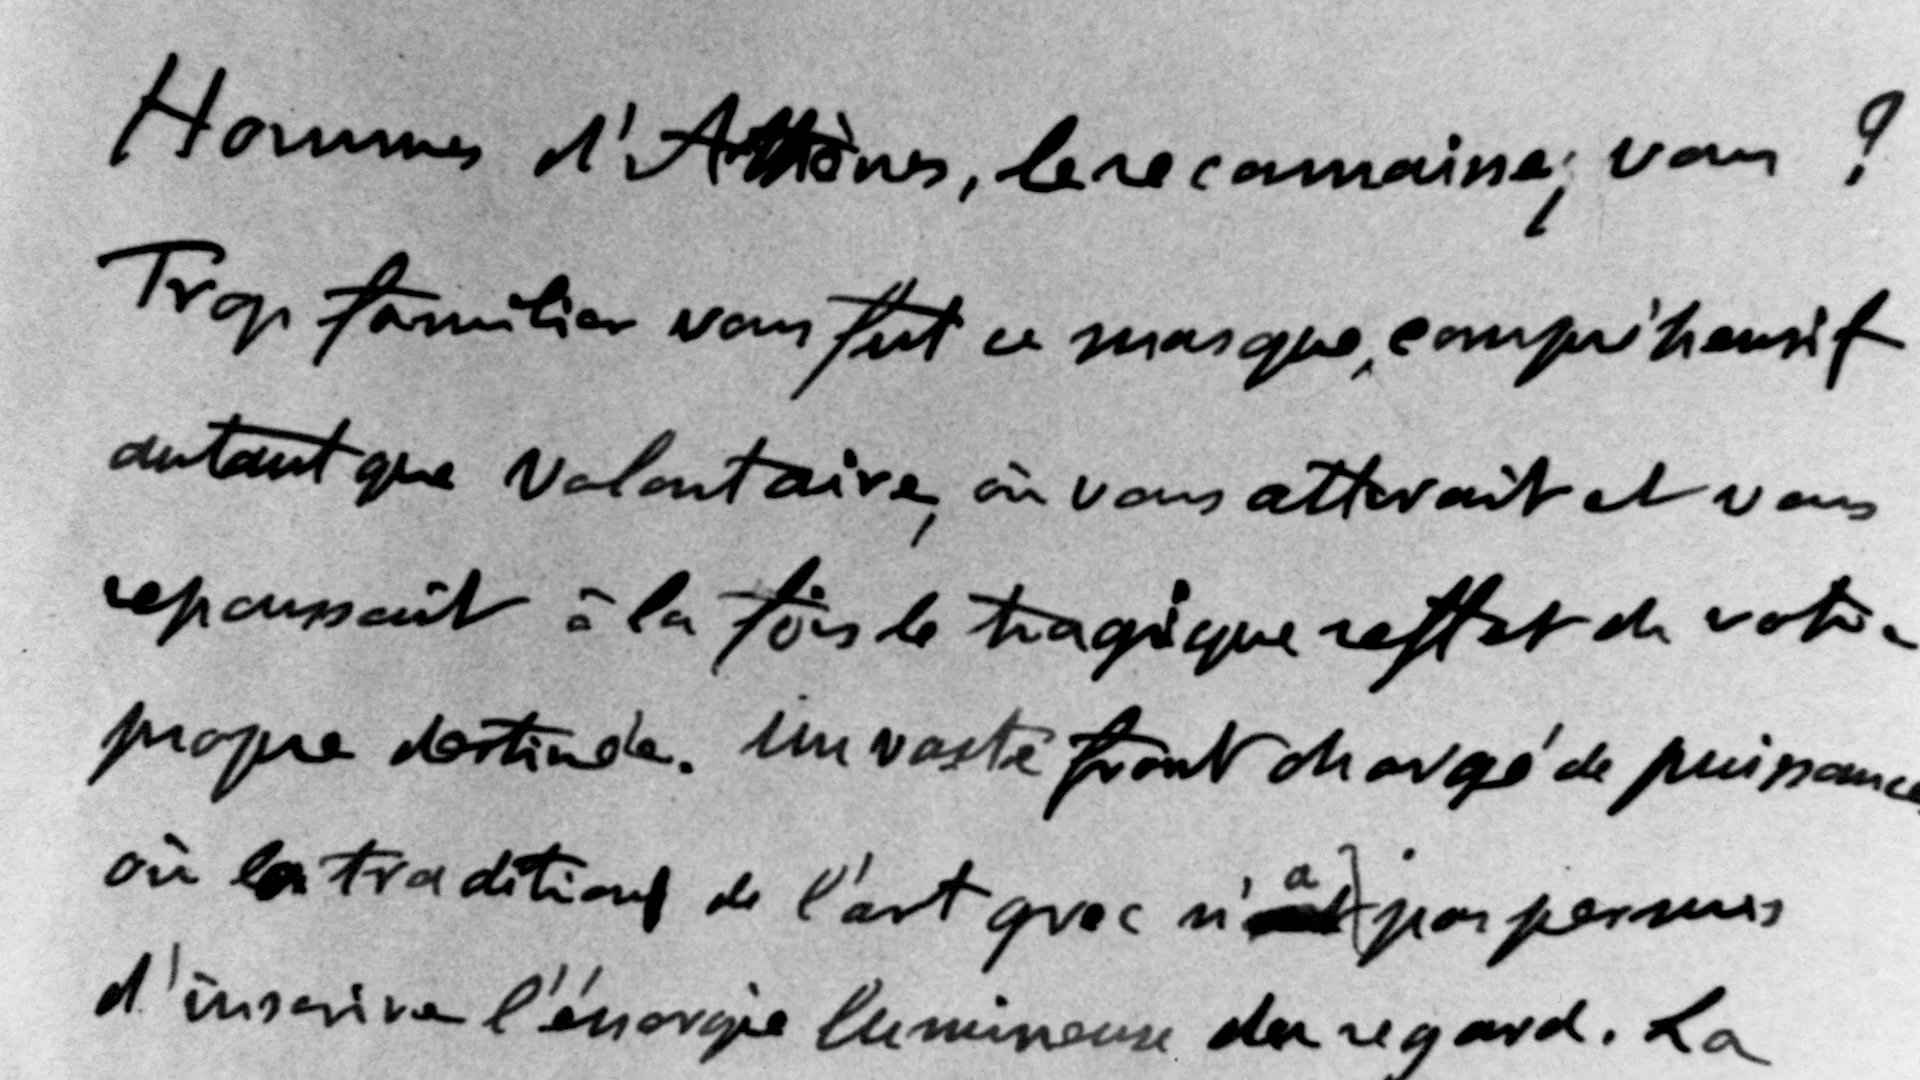 Hommes d'Athènes, le reconnaissez, vous ?
Trop familier vous fut ce masque, compréhensif
autant que volontaire, où vous attirait et vous
repoussait à la fois le tragique reflet de votre
propre destinée. Un vaste front chargé de puissance
où la tradition de l'art grec n'a pas permis
d'inscrire l'énergie lumineuse du regard. La